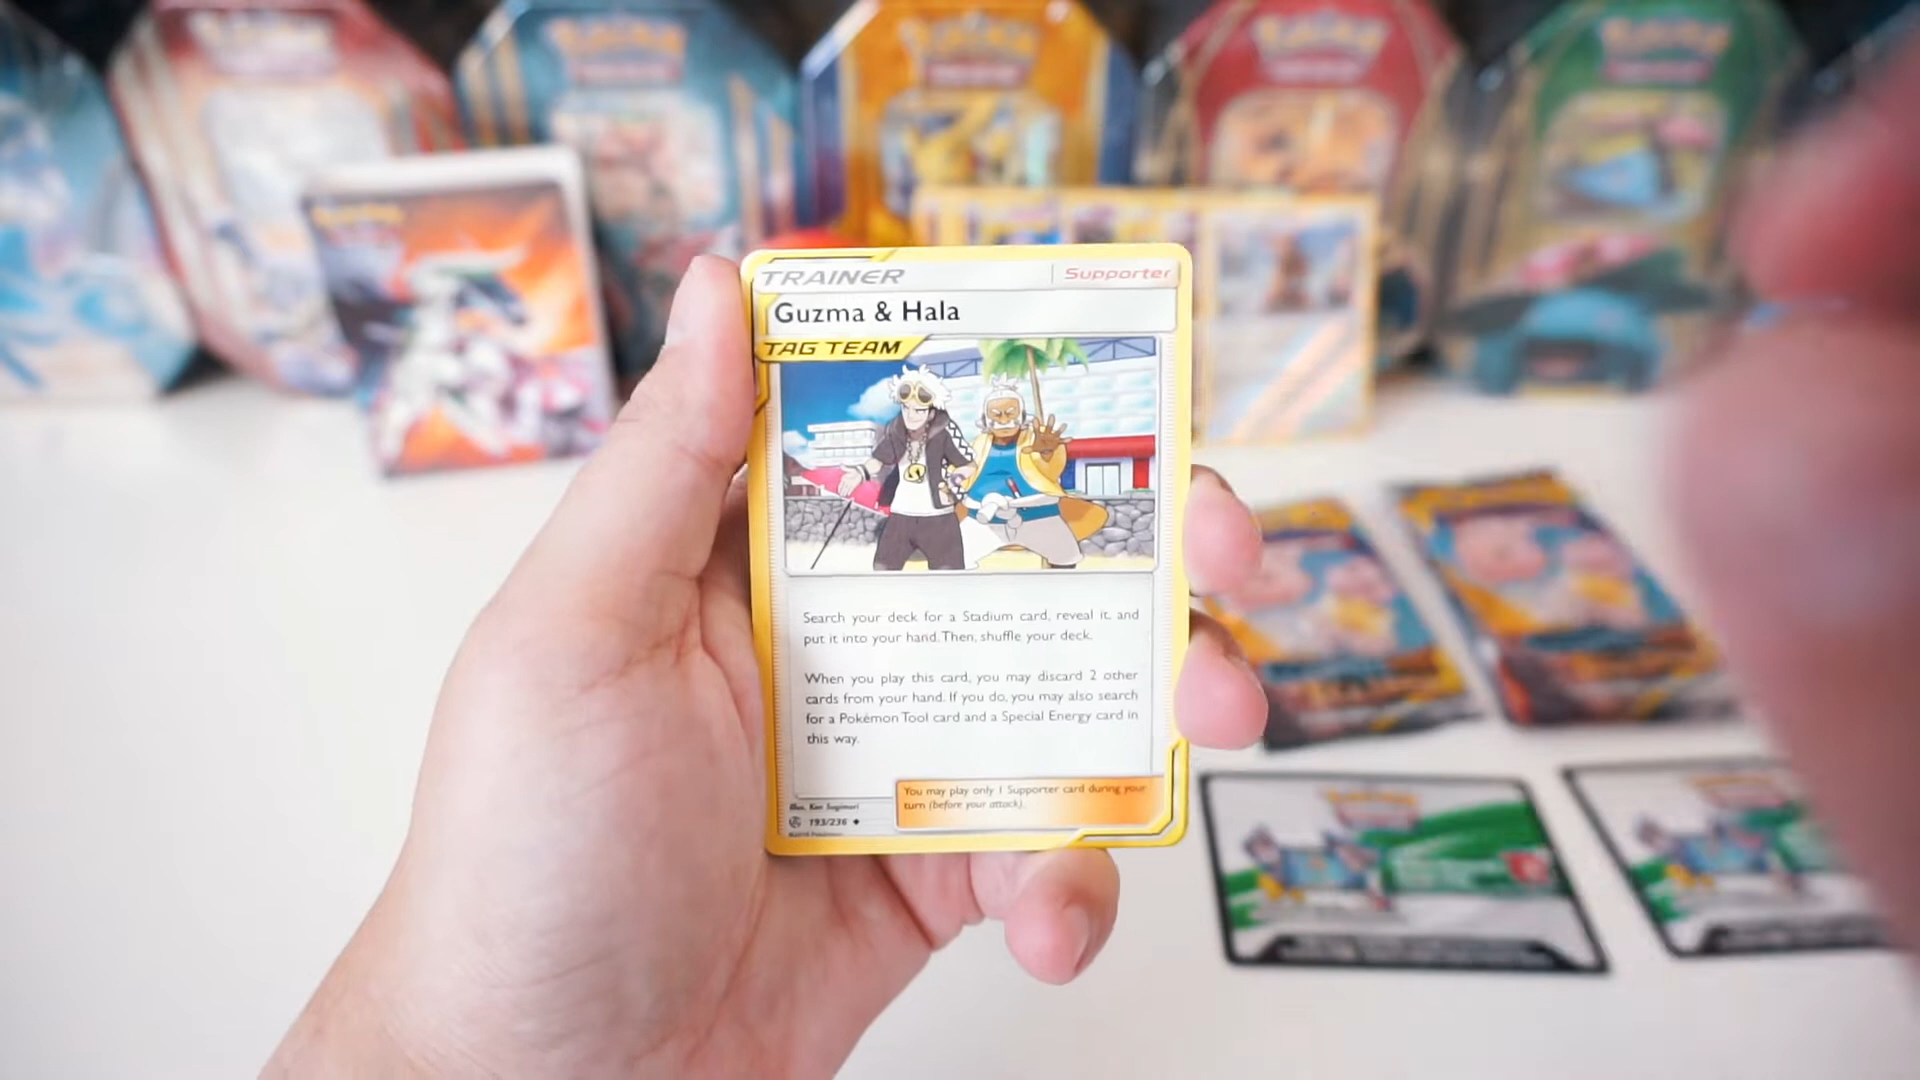 TRAINER
Supporter
Guzma & Hala
TAG TEAM
Search your deck for a Stadium card, reveal it, and
put it into your hand. Then, shuffle your deck.
When you play this card, you may discard 2 other
cards from your hand. If you do, you may also search
for a Pokémon Tool card and a Special Energy card in
this way.
You may play only 1 Supporter card during your
turn (before your attack).
Illus. Ken Sugimori
193/236